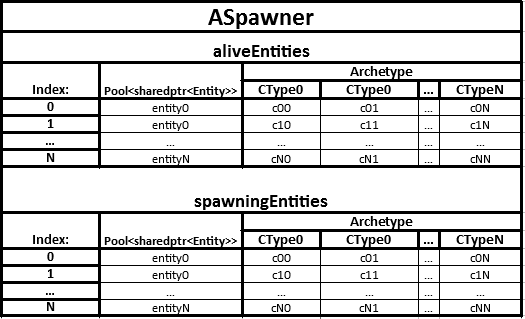 ASpawner
aliveEntities
Archetype
Index: Pool<sharedptr<Entity>> CType0 CType0 ... CTypeN
0 entity0 c00 c01 ... c0N
1 entity0 c10 c11 ... c1N
... ... ... ... ... ...
N entityN cN0 cN1 ... cNN
spawningEntities
Archetype
Index: Pool<sharedptr<Entity>> CType0 CType0 ... CTypeN
0 entity0 c00 c01 ... c0N
1 entity0 c10 c11 ... c1N
... ... ... ... ... ...
N entityN cN0 cN1 ... cNN